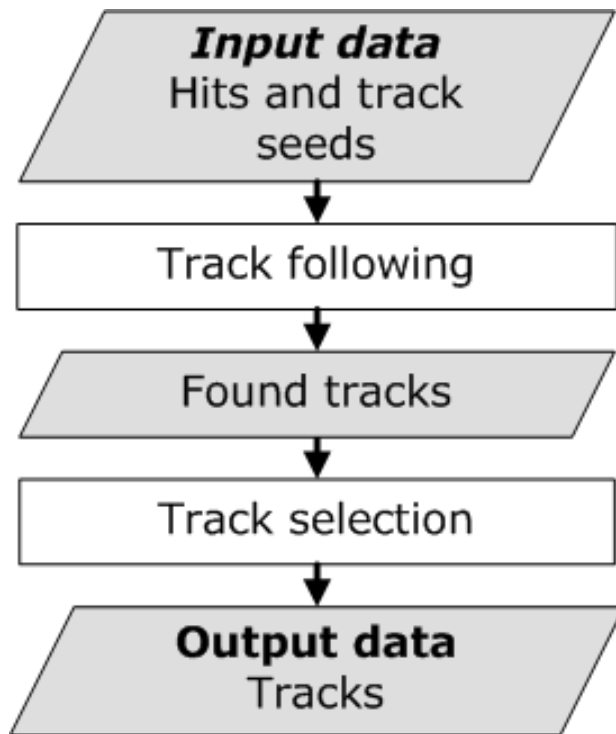 Input data
Hits and track
seeds
Track following
Found tracks
Track selection
Output data
Tracks